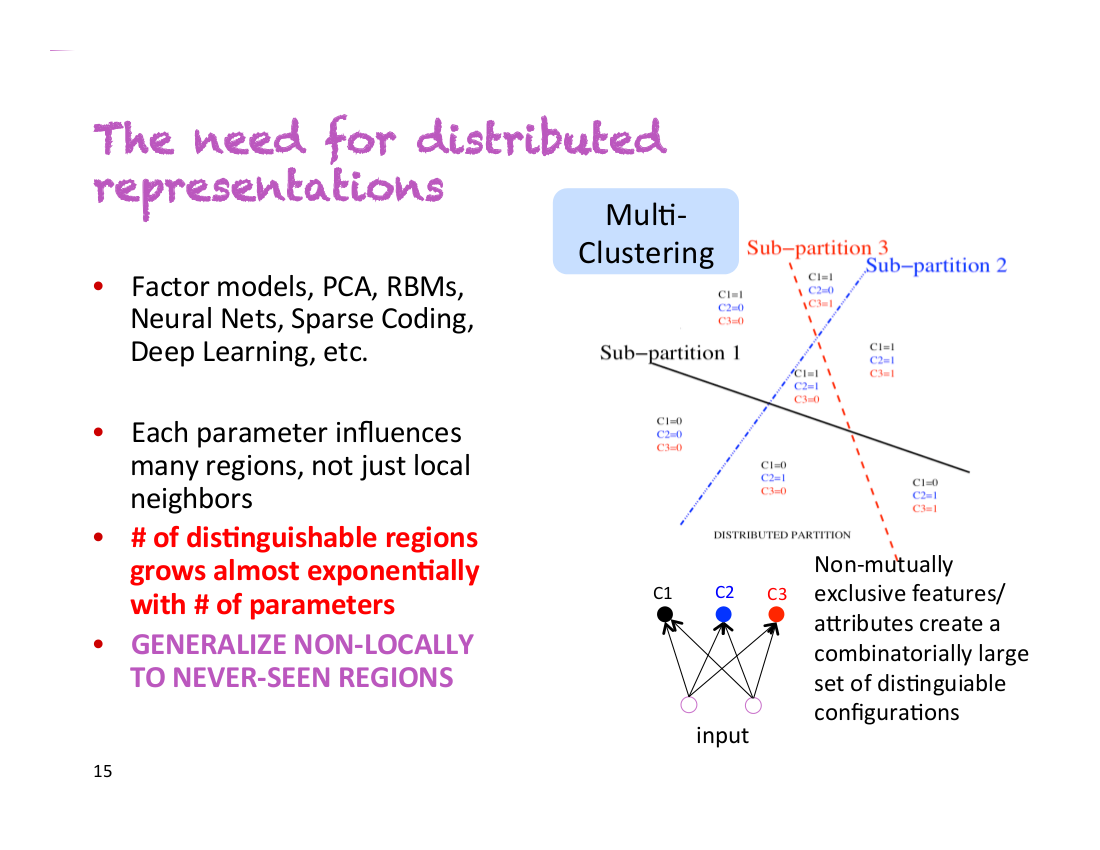 The need for distributed
representations
Multi-
Clustering
• Factor models, PCA, RBMs,
Neural Nets, Sparse Coding,
Deep Learning, etc.
• Each parameter influences
many regions, not just local
neighbors
• # of distinguishable regions
grows almost exponentially
with # of parameters
• GENERALIZE NON-LOCALLY
TO NEVER-SEEN REGIONS
Sub-partition 3
Sub-partition 2
Sub-partition 1
C1=1
C2=0
C3=0
C1=1
C2=0
C3=1
C1=1
C2=1
C3=1
C1=1
C2=1
C3=0
C1=0
C2=0
C3=0
C1=0
C2=1
C3=0
C1=0
C2=1
C3=1
DISTRIBUTED PARTITION
C1 C2 C3
input
Non-mutually
exclusive features/
attributes create a
combinatorially large
set of distinguiable
configurations
15